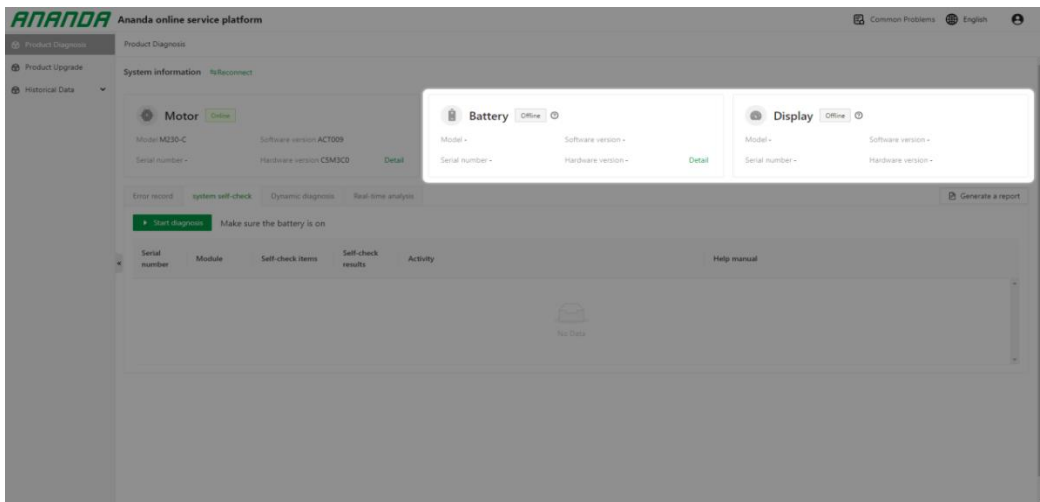 ANANDA Ananda online service platform
Common Problems English
Product Diagnosis
Product Upgrade
Historical Data
Product Diagnosis
System information Reconnect
Motor Online
Model M230-C Software version ACT009
Serial number - Hardware version CSM3C0 Detail
Battery Offline
Model - Software version -
Serial number - Hardware version - Detail
Display Offline
Model - Software version -
Serial number - Hardware version -
Error record system self-check Dynamic diagnosis Real-time analysis Generate a report
Start diagnosis Make sure the battery is on
Serial number Module Self-check items Self-check results Activity Help manual
No Data